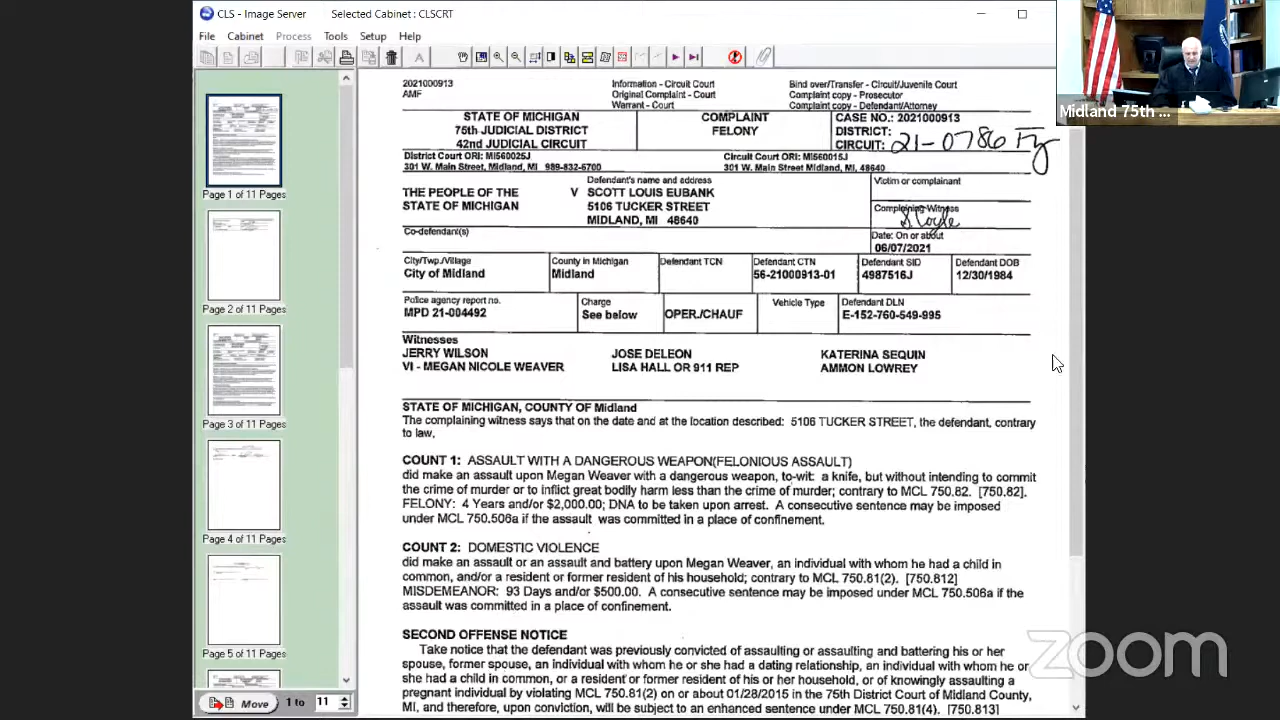 CLS - Image Server Selected Cabinet : CLSCRT
File Cabinet Process Tools Setup Help
Page 1 of 11 Pages
Page 2 of 11 Pages
Page 3 of 11 Pages
Page 4 of 11 Pages
Page 5 of 11 Pages
Move 1 to 11
2021000913
AMF
Information - Circuit Court
Original Complaint - Court
Warrant - Court
Bind over/Transfer - Circuit/Juvenile Court
Complaint copy - Prosecutor
Complaint copy - Defendant/Attorney
STATE OF MICHIGAN
75th JUDICIAL DISTRICT
42nd JUDICIAL CIRCUIT
COMPLAINT
FELONY
CASE NO.: 2021000913
DISTRICT:
CIRCUIT: 21-0786 Fy
District Court ORI: MI560025J
301 W. Main Street, Midland, MI 989-832-6700
Circuit Court ORI: MI560015J
301 W. Main Street Midland, MI, 48640
THE PEOPLE OF THE
STATE OF MICHIGAN
Defendant's name and address
V SCOTT LOUIS EUBANK
5106 TUCKER STREET
MIDLAND, MI 48640
Victim or complainant
Complaining Witness
Co-defendant(s)
Date: On or about
06/07/2021
City/Twp./Village
City of Midland
County in Michigan
Midland
Defendant TCN
Defendant CTN
56-21000913-01
Defendant SID
4987516J
Defendant DOB
12/30/1984
Police agency report no.
MPD 21-004492
Charge
See below
OPER./CHAUF
Vehicle Type
Defendant DLN
E-152-760-549-995
Witnesses
JERRY WILSON JOSE DELEON KATERINA SEQUIN
VI - MEGAN NICOLE WEAVER LISA HALL OR 911 REP AMMON LOWREY
STATE OF MICHIGAN, COUNTY OF Midland
The complaining witness says that on the date and at the location described: 5106 TUCKER STREET, the defendant, contrary
to law,
COUNT 1: ASSAULT WITH A DANGEROUS WEAPON(FELONIOUS ASSAULT)
did make an assault upon Megan Weaver with a dangerous weapon, to-wit: a knife, but without intending to commit
the crime of murder or to inflict great bodily harm less than the crime of murder; contrary to MCL 750.82. [750.82].
FELONY: 4 Years and/or $2,000.00; DNA to be taken upon arrest. A consecutive sentence may be imposed
under MCL 750.506a if the assault was committed in a place of confinement.
COUNT 2: DOMESTIC VIOLENCE
did make an assault or an assault and battery, upon Megan Weaver, an individual with whom he had a child in
common, and/or a resident or former resident of his household; contrary to MCL 750.81(2). [750.812]
MISDEMEANOR: 93 Days and/or $500.00. A consecutive sentence may be imposed under MCL 750.506a if the
assault was committed in a place of confinement.
SECOND OFFENSE NOTICE
Take notice that the defendant was previously convicted of assaulting or assaulting and battering his or her
spouse, former spouse, an individual with whom he or she had a dating relationship, an individual with whom he or
she had a child in common, or a resident or former resident of his or her household, or of knowingly assaulting a
pregnant individual by violating MCL 750.81(2) on or about 01/28/2015 in the 75th District Court of Midland County,
MI, and therefore, upon conviction, will be subject to an enhanced sentence under MCL 750.81(4). [750.813]
Midland 75th ...
zoom